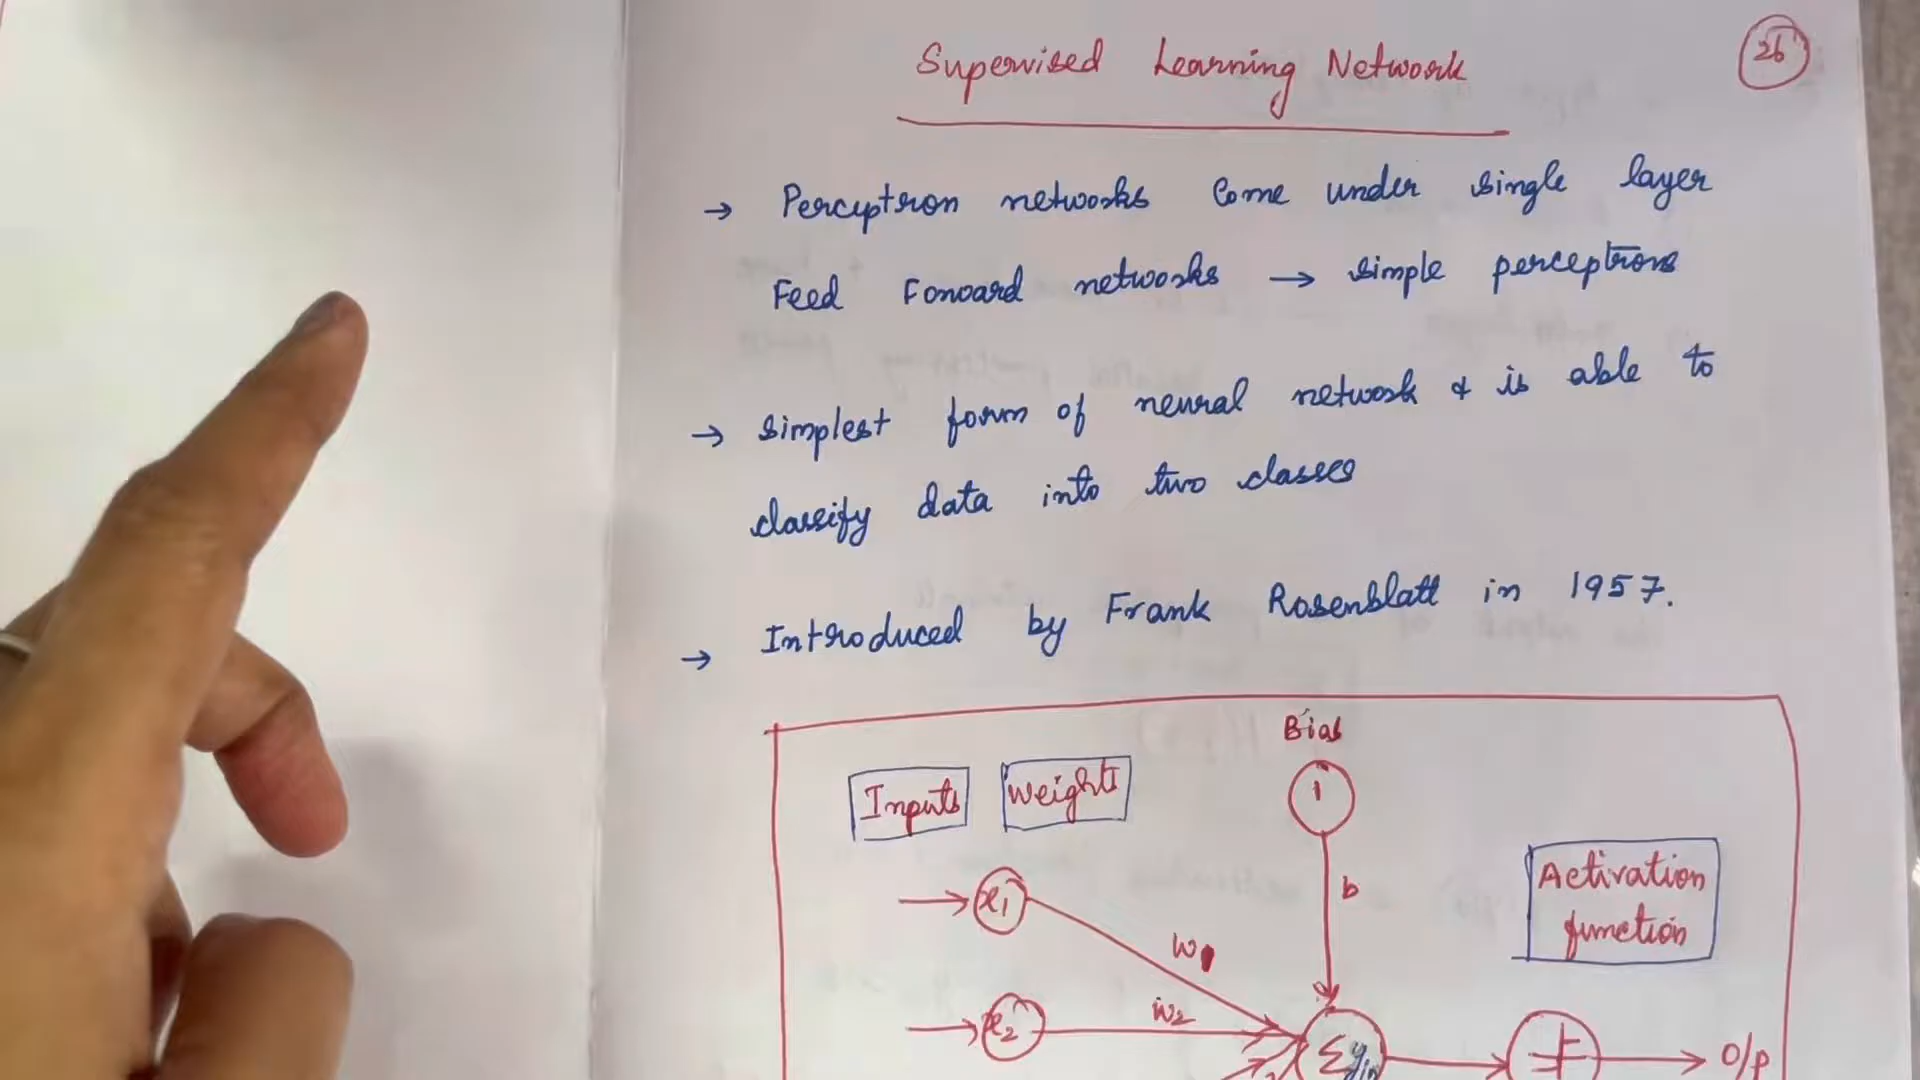 Supervised Learning Network
26
→ Perceptron networks Come under single layer
Feed Forward networks → simple perceptrons
→ simplest form of neural network & is able to
classify data into two classes
→ Introduced by Frank Rosenblatt in 1957.
Bias
Inputs
Weights
1
Activation
function
b
x1
w1
x2
w2
Σ yin
O/p